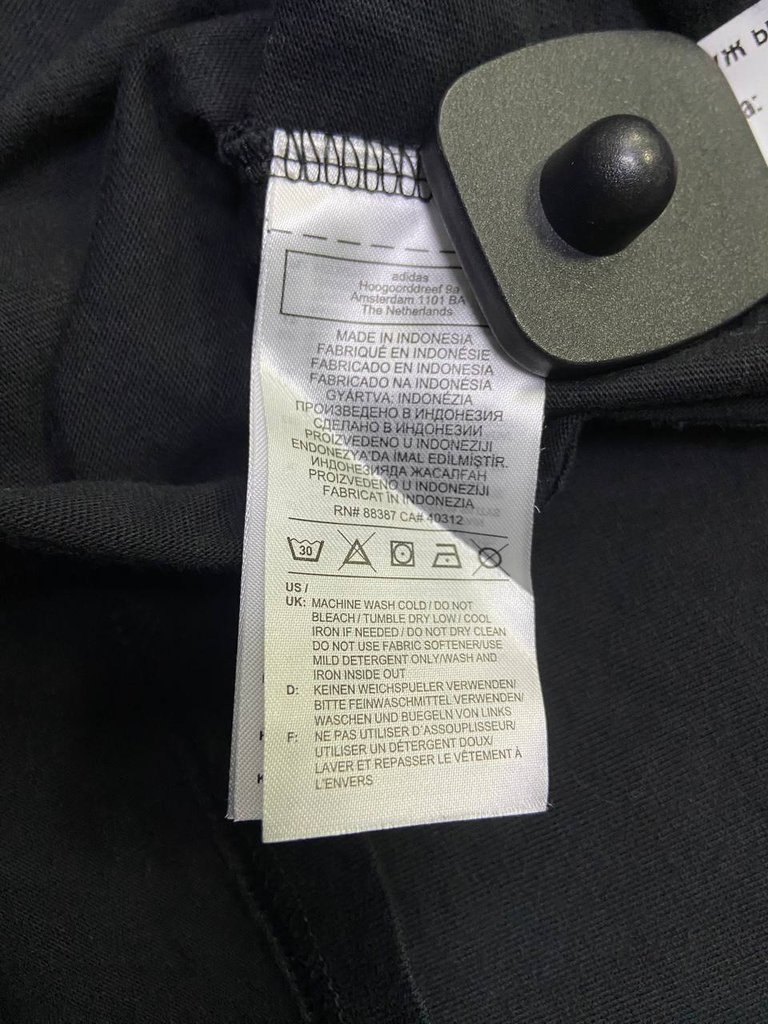 adidas
Hoogoorddreef 9a
Amsterdam 1101 BA
The Netherlands
MADE IN INDONESIA
FABRIQUÉ EN INDONÉSIE
FABRICADO EN INDONESIA
FABRICADO NA INDONÉSIA
GYÁRTVA: INDONÉZIA
ПРОИЗВЕДЕНО В ИНДОНЕЗИЯ
СДЕЛАНО В ИНДОНЕЗИИ
PROIZVEDENO U INDONEZIJI
ENDONEZYA'DA İMAL EDİLMİŞTİR.
ИНДОНЕЗИЯДА ЖАСАЛҒАН
PROIZVEDENO U INDONEZIJI
FABRICAT ÎN INDONEZIA
RN# 88387 CA# 40312
30
US /
UK: MACHINE WASH COLD / DO NOT
BLEACH / TUMBLE DRY LOW / COOL
IRON IF NEEDED / DO NOT DRY CLEAN
DO NOT USE FABRIC SOFTENER/USE
MILD DETERGENT ONLY/WASH AND
IRON INSIDE OUT
D: KEINEN WEICHSPUELER VERWENDEN/
BITTE FEINWASCHMITTEL VERWENDEN/
WASCHEN UND BUEGELN VON LINKS
F: NE PAS UTILISER D'ASSOUPLISSEUR/
UTILISER UN DÉTERGENT DOUX/
LAVER ET REPASSER LE VÊTEMENT À
L'ENVERS